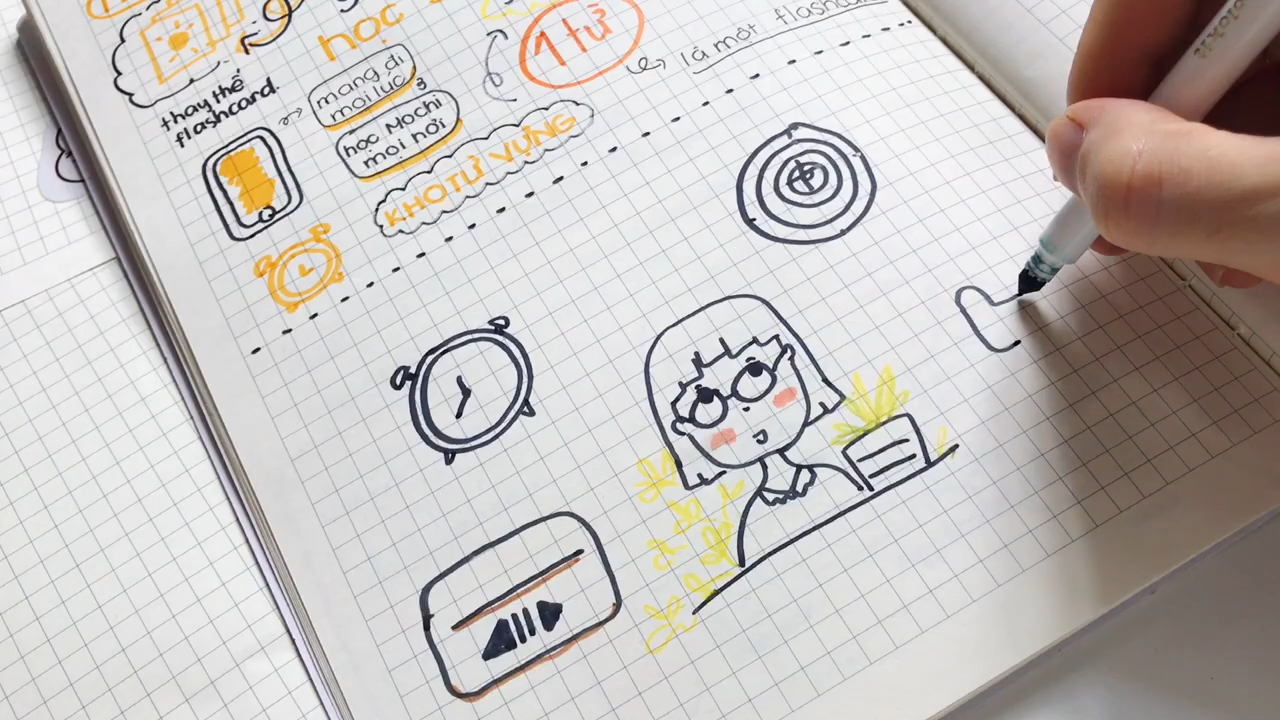 học
1 từ
là một flashcard
thay thế
flashcard.
mang đi
mọi lúc
học Mochi
mọi nơi
KHO TỪ VỰNG